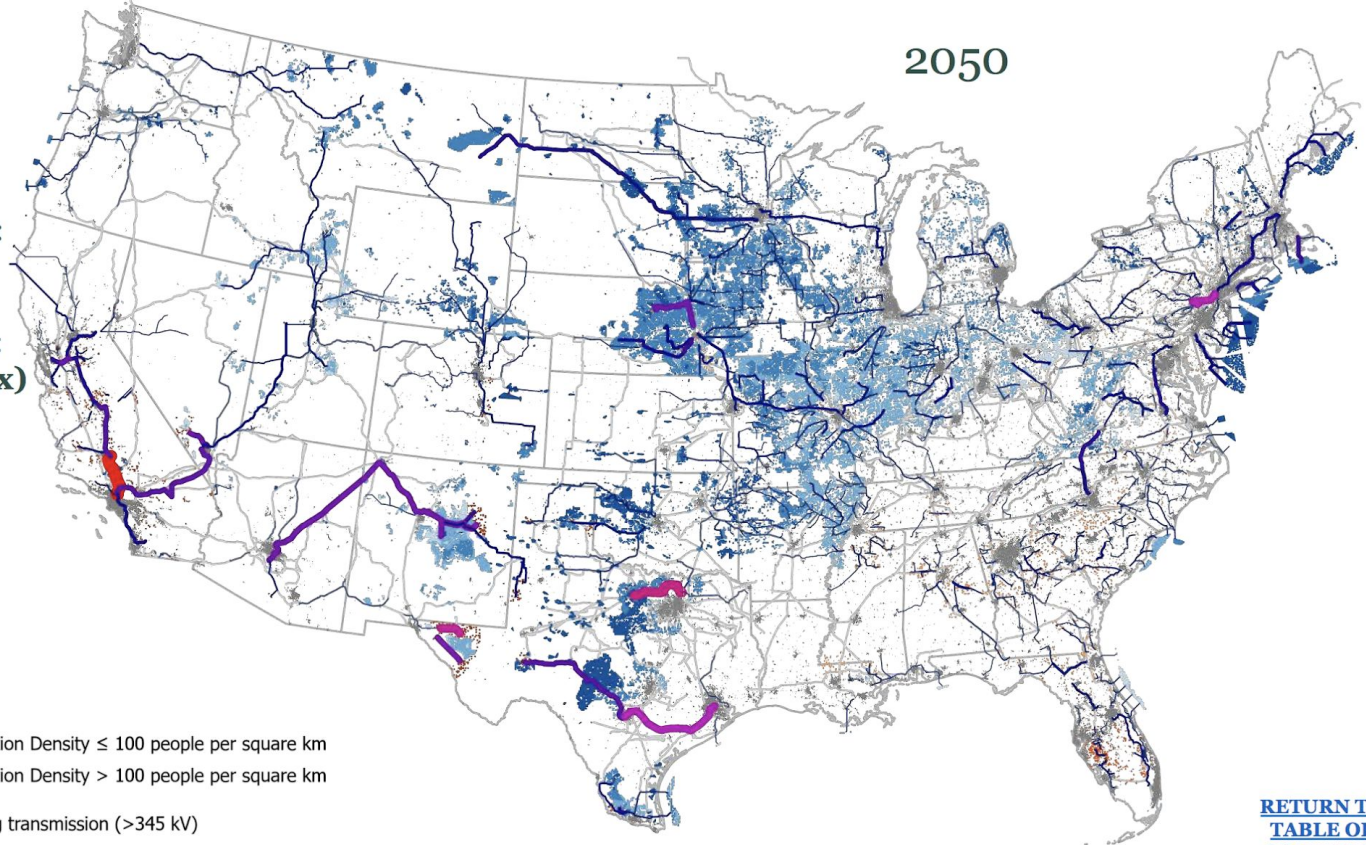 2050
x)
ion Density ≤ 100 people per square km
ion Density > 100 people per square km
g transmission (>345 kV)
RETURN T
TABLE OF